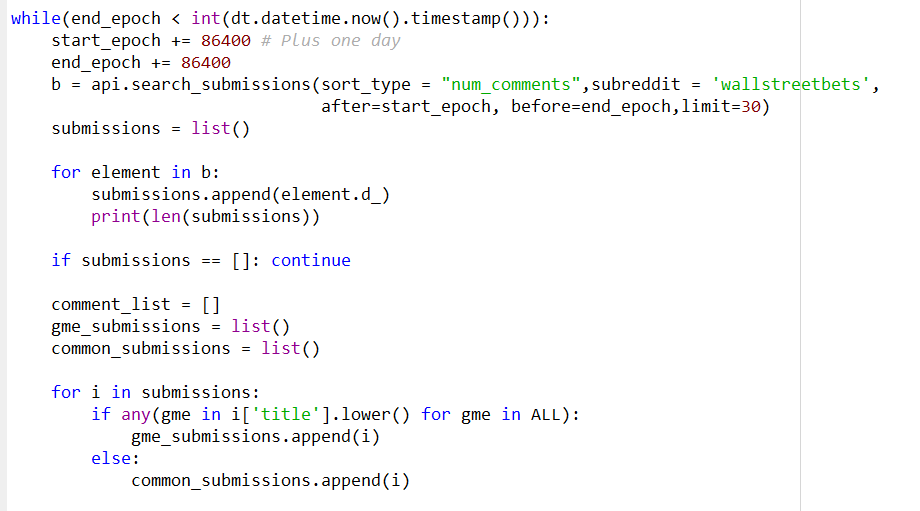 while(end_epoch < int(dt.datetime.now().timestamp())):
    start_epoch += 86400 # Plus one day
    end_epoch += 86400
    b = api.search_submissions(sort_type = "num_comments",subreddit = 'wallstreetbets',
                               after=start_epoch, before=end_epoch,limit=30)
    submissions = list()

    for element in b:
        submissions.append(element.d_)
        print(len(submissions))

    if submissions == []: continue

    comment_list = []
    gme_submissions = list()
    common_submissions = list()

    for i in submissions:
        if any(gme in i['title'].lower() for gme in ALL):
            gme_submissions.append(i)
        else:
            common_submissions.append(i)